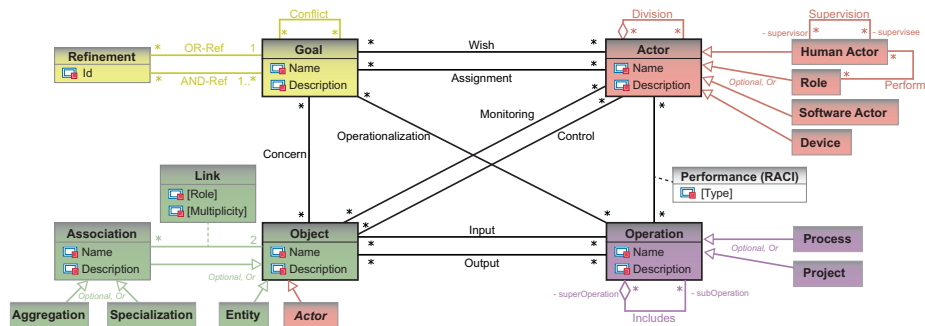 Conflict
* *
Division
* *
Supervision
- supervisor * * - supervisee
Refinement
Id
* OR-Ref 1
* AND-Ref 1..*
Goal
Name
Description
* Wish *
* Assignment *
Actor
Name
Description
Human Actor
*
*
Perform
Role
Optional, Or
Software Actor
Device
* * * * *
Monitoring
Operationalization
Control
Concern
Link
[Role]
[Multiplicity]
Performance (RACI)
[Type]
* * * * *
Association
Name
Description
* 2
Optional, Or
Object
Name
Description
* Input *
* Output *
Operation
Name
Description
Optional, Or
Process
Project
Optional, Or
Aggregation
Specialization
Entity
Actor
- superOperation * * - subOperation
Includes